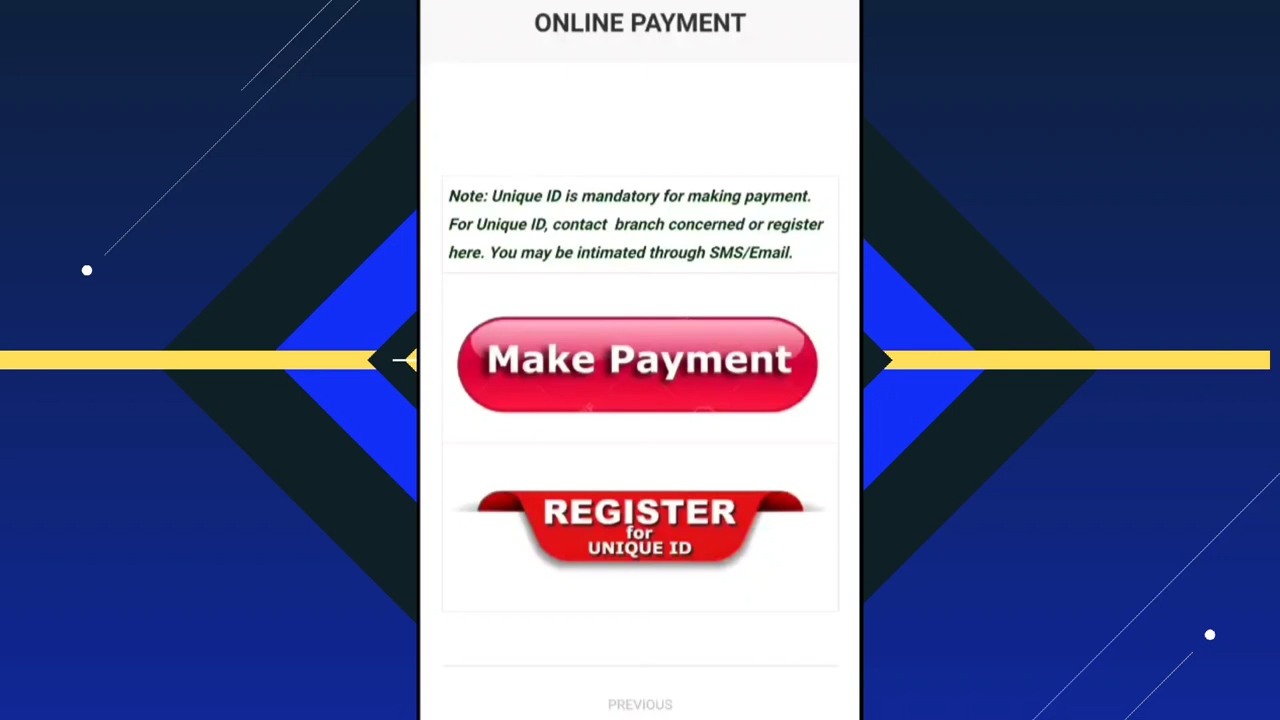 ONLINE PAYMENT
Note: Unique ID is mandatory for making payment.
For Unique ID, contact branch concerned or register
here. You may be intimated through SMS/Email.
Make Payment
REGISTER
for
UNIQUE ID
PREVIOUS